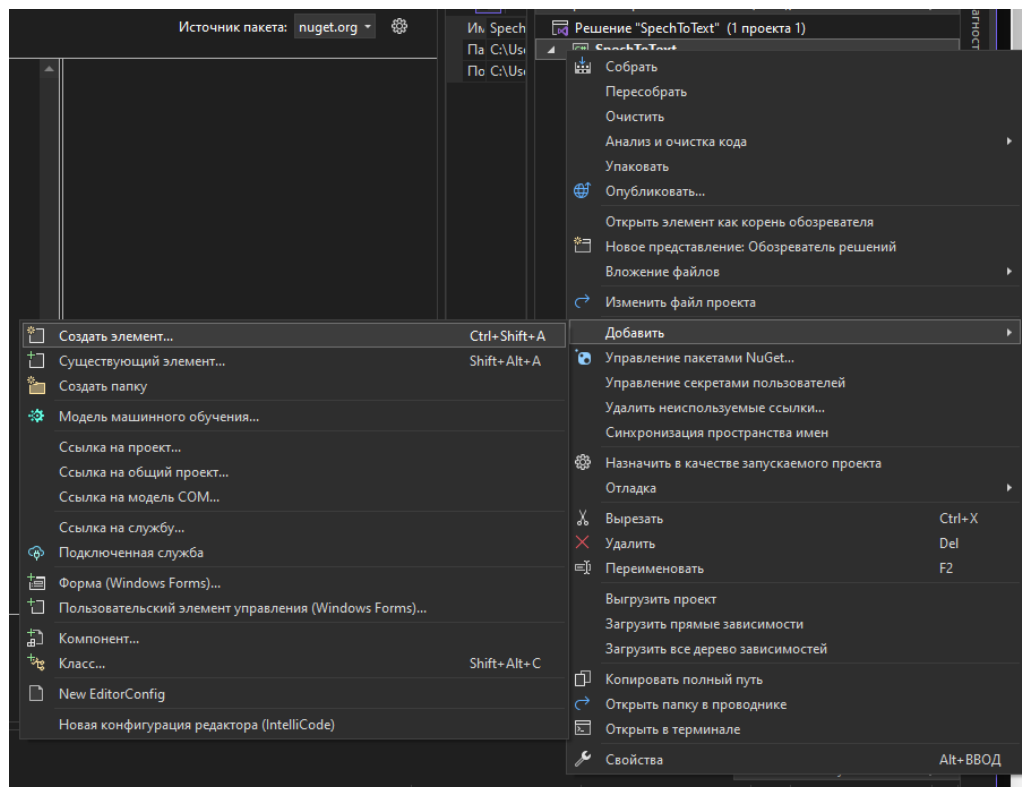 Источник пакета: nuget.org
Spech
C:\Us
C:\Us
Решение "SpechToText" (1 проекта 1)
SpechToText
Собрать
Пересобрать
Очистить
Анализ и очистка кода
Упаковать
Опубликовать...
Открыть элемент как корень обозревателя
Новое представление: Обозреватель решений
Вложение файлов
Изменить файл проекта
Добавить
Управление пакетами NuGet...
Управление секретами пользователей
Удалить неиспользуемые ссылки...
Синхронизация пространства имен
Назначить в качестве запускаемого проекта
Отладка
Вырезать Ctrl+X
Удалить Del
Переименовать F2
Выгрузить проект
Загрузить прямые зависимости
Загрузить все дерево зависимостей
Копировать полный путь
Открыть папку в проводнике
Открыть в терминале
Свойства Alt+ВВОД
Создать элемент... Ctrl+Shift+A
Существующий элемент... Shift+Alt+A
Создать папку
Модель машинного обучения...
Ссылка на проект...
Ссылка на общий проект...
Ссылка на модель COM...
Ссылка на службу...
Подключенная служба
Форма (Windows Forms)...
Пользовательский элемент управления (Windows Forms)...
Компонент...
Класс... Shift+Alt+C
New EditorConfig
Новая конфигурация редактора (IntelliCode)